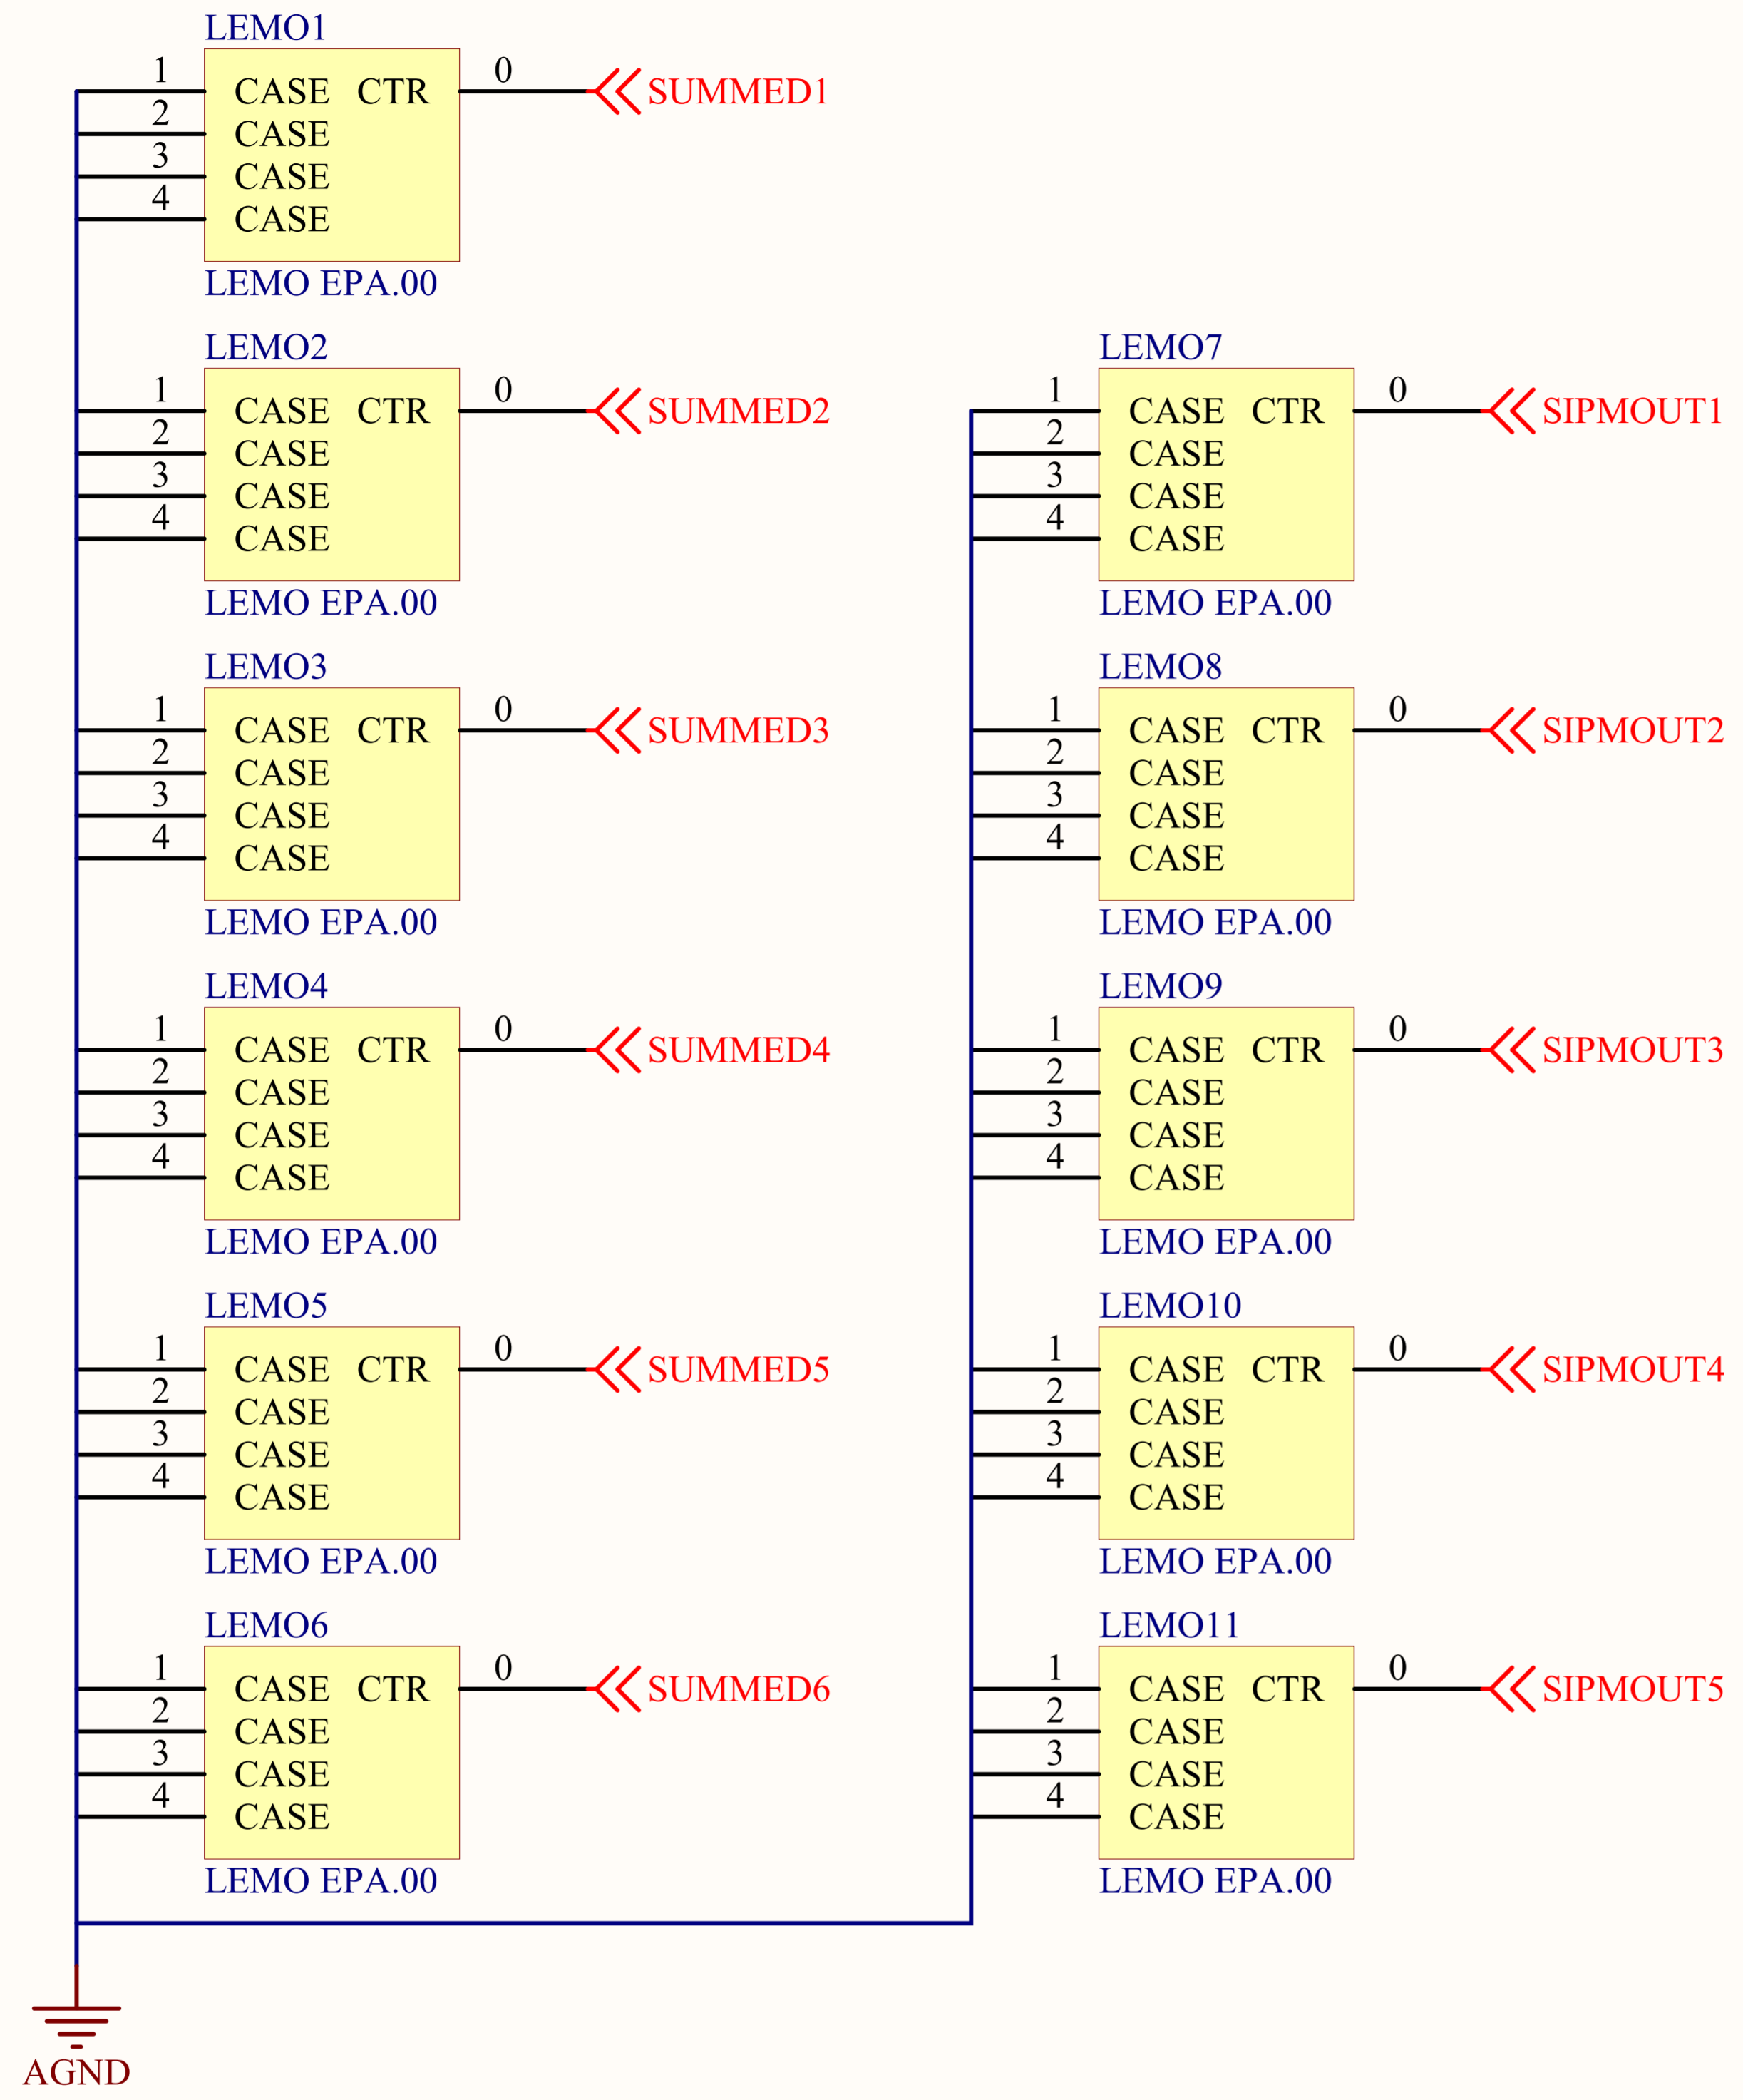 LEMO1
1 CASE CTR 0 SUMMED1
2 CASE
3 CASE
4 CASE
LEMO EPA.00
LEMO2
1 CASE CTR 0 SUMMED2
2 CASE
3 CASE
4 CASE
LEMO EPA.00
LEMO3
1 CASE CTR 0 SUMMED3
2 CASE
3 CASE
4 CASE
LEMO EPA.00
LEMO4
1 CASE CTR 0 SUMMED4
2 CASE
3 CASE
4 CASE
LEMO EPA.00
LEMO5
1 CASE CTR 0 SUMMED5
2 CASE
3 CASE
4 CASE
LEMO EPA.00
LEMO6
1 CASE CTR 0 SUMMED6
2 CASE
3 CASE
4 CASE
LEMO EPA.00
AGND
LEMO7
1 CASE CTR 0 SIPMOUT1
2 CASE
3 CASE
4 CASE
LEMO EPA.00
LEMO8
1 CASE CTR 0 SIPMOUT2
2 CASE
3 CASE
4 CASE
LEMO EPA.00
LEMO9
1 CASE CTR 0 SIPMOUT3
2 CASE
3 CASE
4 CASE
LEMO EPA.00
LEMO10
1 CASE CTR 0 SIPMOUT4
2 CASE
3 CASE
4 CASE
LEMO EPA.00
LEMO11
1 CASE CTR 0 SIPMOUT5
2 CASE
3 CASE
4 CASE
LEMO EPA.00